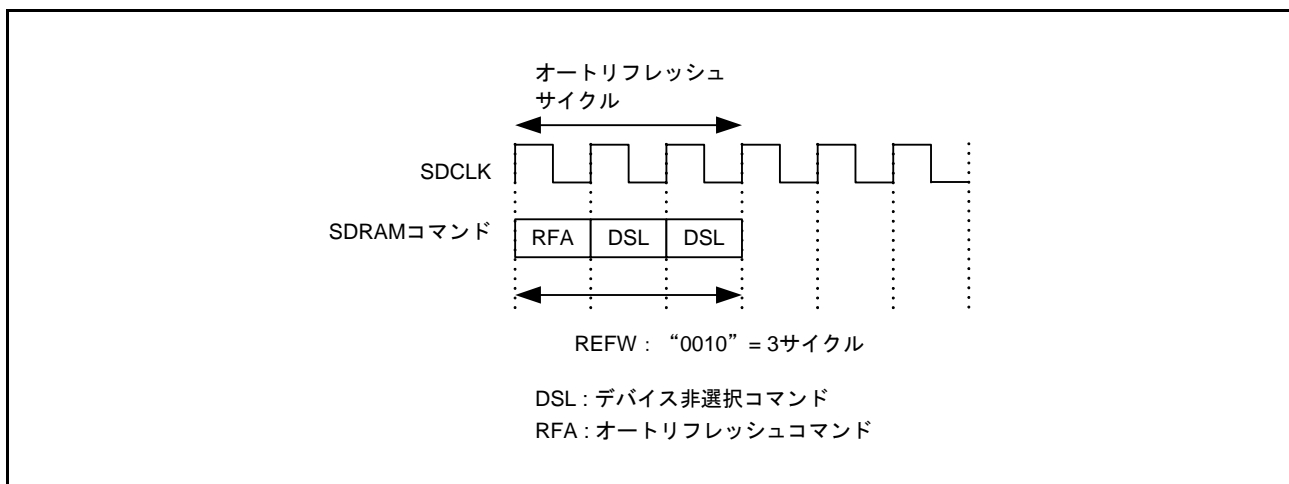 オートリフレッシュ
サイクル
SDCLK
SDRAMコマンド
RFA DSL DSL
REFW : “0010” = 3サイクル
DSL : デバイス非選択コマンド
RFA : オートリフレッシュコマンド